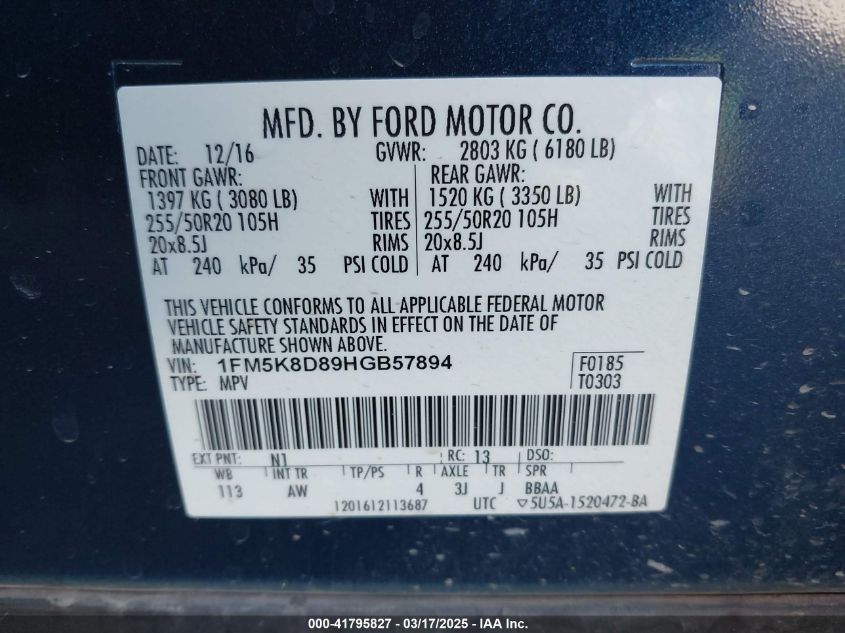 MFD. BY FORD MOTOR CO.
DATE: 12/16 GVWR: 2803 KG ( 6180 LB)
FRONT GAWR: REAR GAWR:
1397 KG ( 3080 LB) WITH 1520 KG ( 3350 LB) WITH
255/50R20 105H TIRES 255/50R20 105H TIRES
20x8.5J RIMS 20x8.5J RIMS
AT 240 kPa/ 35 PSI COLD AT 240 kPa/ 35 PSI COLD
THIS VEHICLE CONFORMS TO ALL APPLICABLE FEDERAL MOTOR
VEHICLE SAFETY STANDARDS IN EFFECT ON THE DATE OF
MANUFACTURE SHOWN ABOVE.
VIN: 1FM5K8D89HGB57894 F0185
TYPE: MPV T0303
EXT PNT: N1 RC: 13 DSO:
WB INT TR TP/PS R AXLE TR SPR
113 AW 4 3J J BBAA
1201612113687 UTC ▽5U5A-1520472-BA
000-41795827 - 03/17/2025 - IAA Inc.